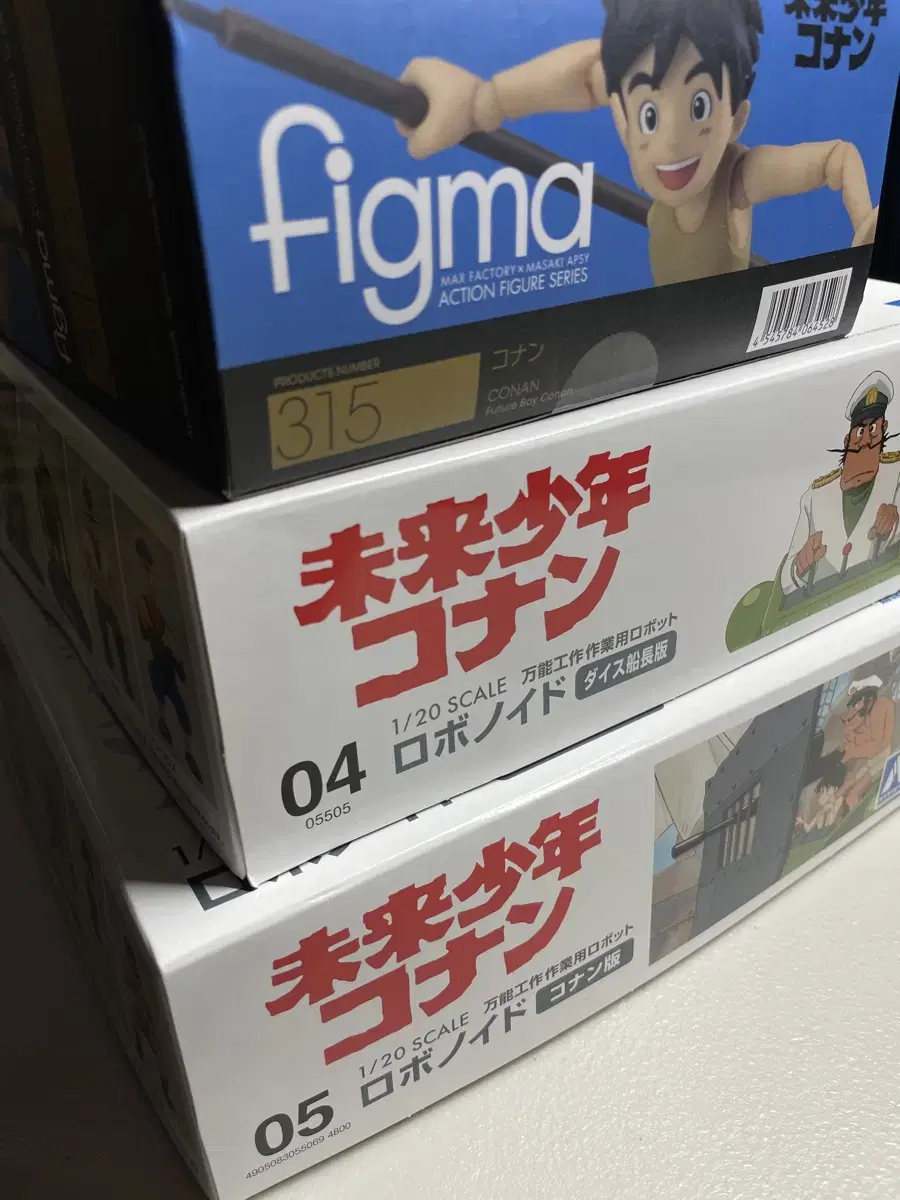 未来少年
コナン
figma
MAX FACTORY × MASAKI APSY
ACTION FIGURE SERIES
4 545784 064528
PRODUCTS NUMBER
315
コナン
CONAN
Future Boy Conan
未来少年
コナン
1/20 SCALE 万能工作作業用ロボット
ロボノイド ダイス船長版
04
05505
未来少年
コナン
1/20 SCALE 万能工作作業用ロボット
ロボノイド コナン版
05
4905083055069 4800